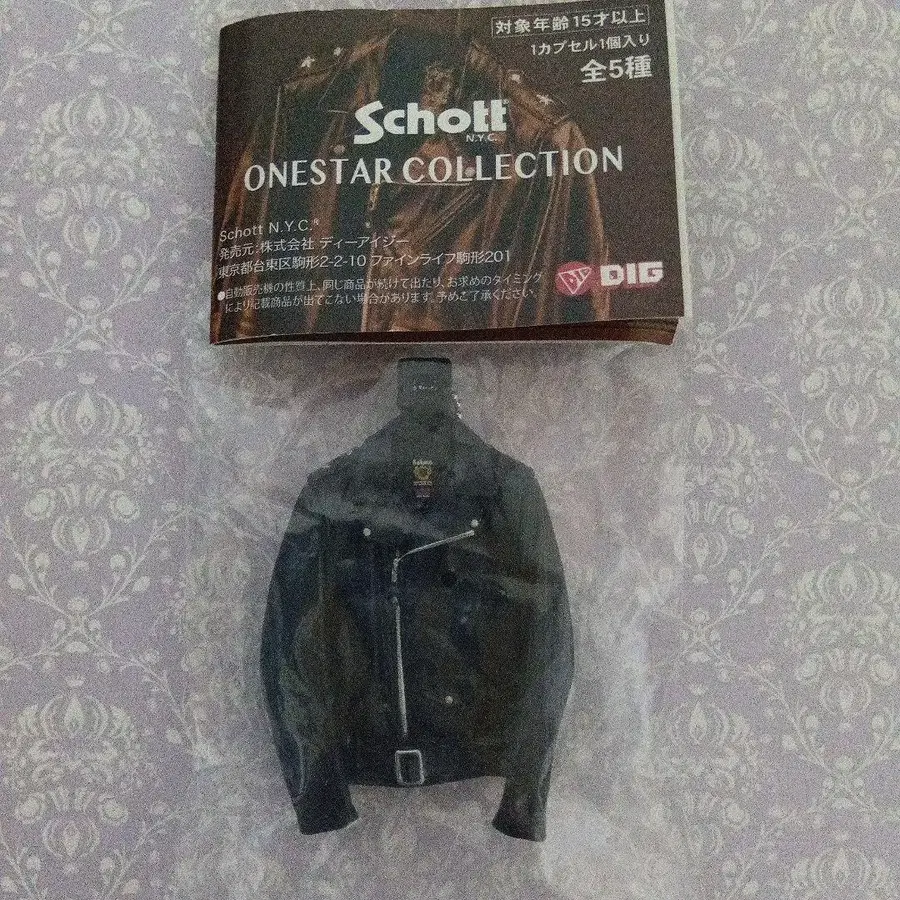 対象年齢15才以上
1カプセル1個入り
全5種
Schott
N.Y.C.
ONESTAR COLLECTION
Schott N.Y.C.®
発売元:株式会社 ディーアイジー
東京都台東区駒形2-2-10 ファインライフ駒形201
●自動販売機の性質上、同じ商品が続けて出たり、お求めのタイミング
により記載商品が出てこない場合があります。予めご了承ください。
DIG
Schott